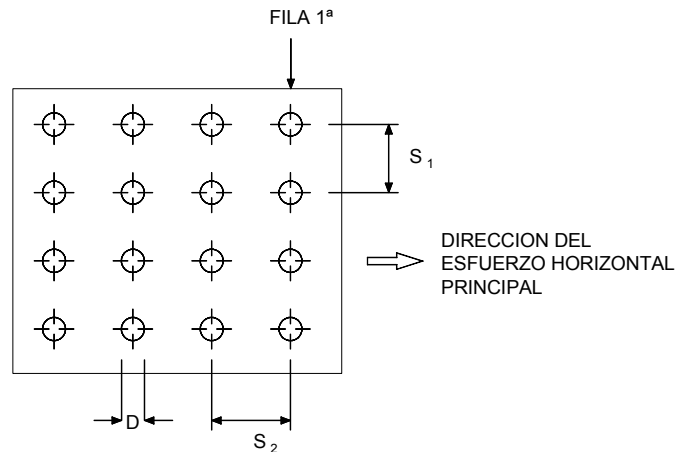 FILA 1ª
S 1
DIRECCION DEL
ESFUERZO HORIZONTAL
PRINCIPAL
D
S 2